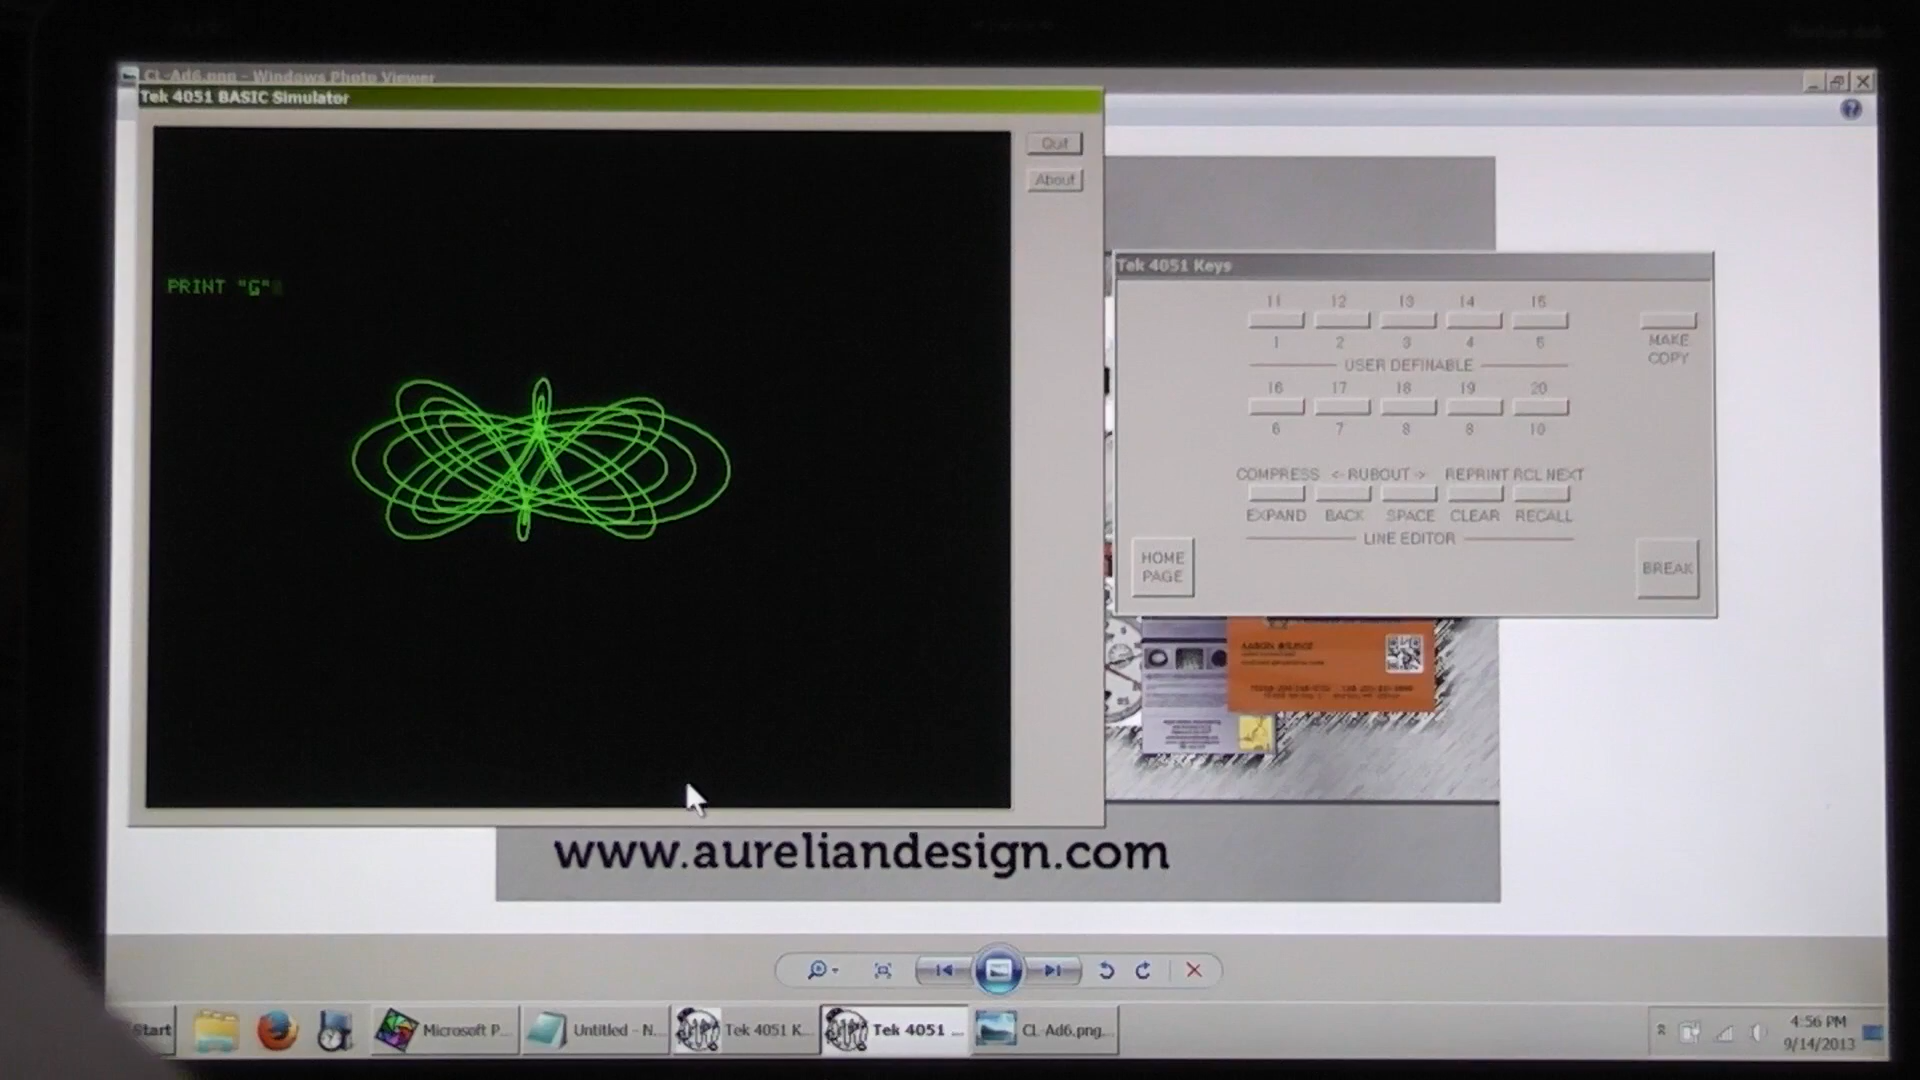 CL-Ad6.png - Windows Photo Viewer
Tek 4051 BASIC Simulator
Quit
About
PRINT "G"
Tek 4051 Keys
11 12 13 14 15
1 2 3 4 5
MAKE
COPY
USER DEFINABLE
16 17 18 19 20
6 7 8 9 10
COMPRESS <- RUBOUT -> REPRINT RCL NEXT
EXPAND BACK SPACE CLEAR RECALL
LINE EDITOR
HOME
PAGE
BREAK
www.aureliandesign.com
Start
Microsoft P...
Untitled - N...
Tek 4051 K...
Tek 4051 ...
CL-Ad6.png...
4:56 PM
9/14/2013